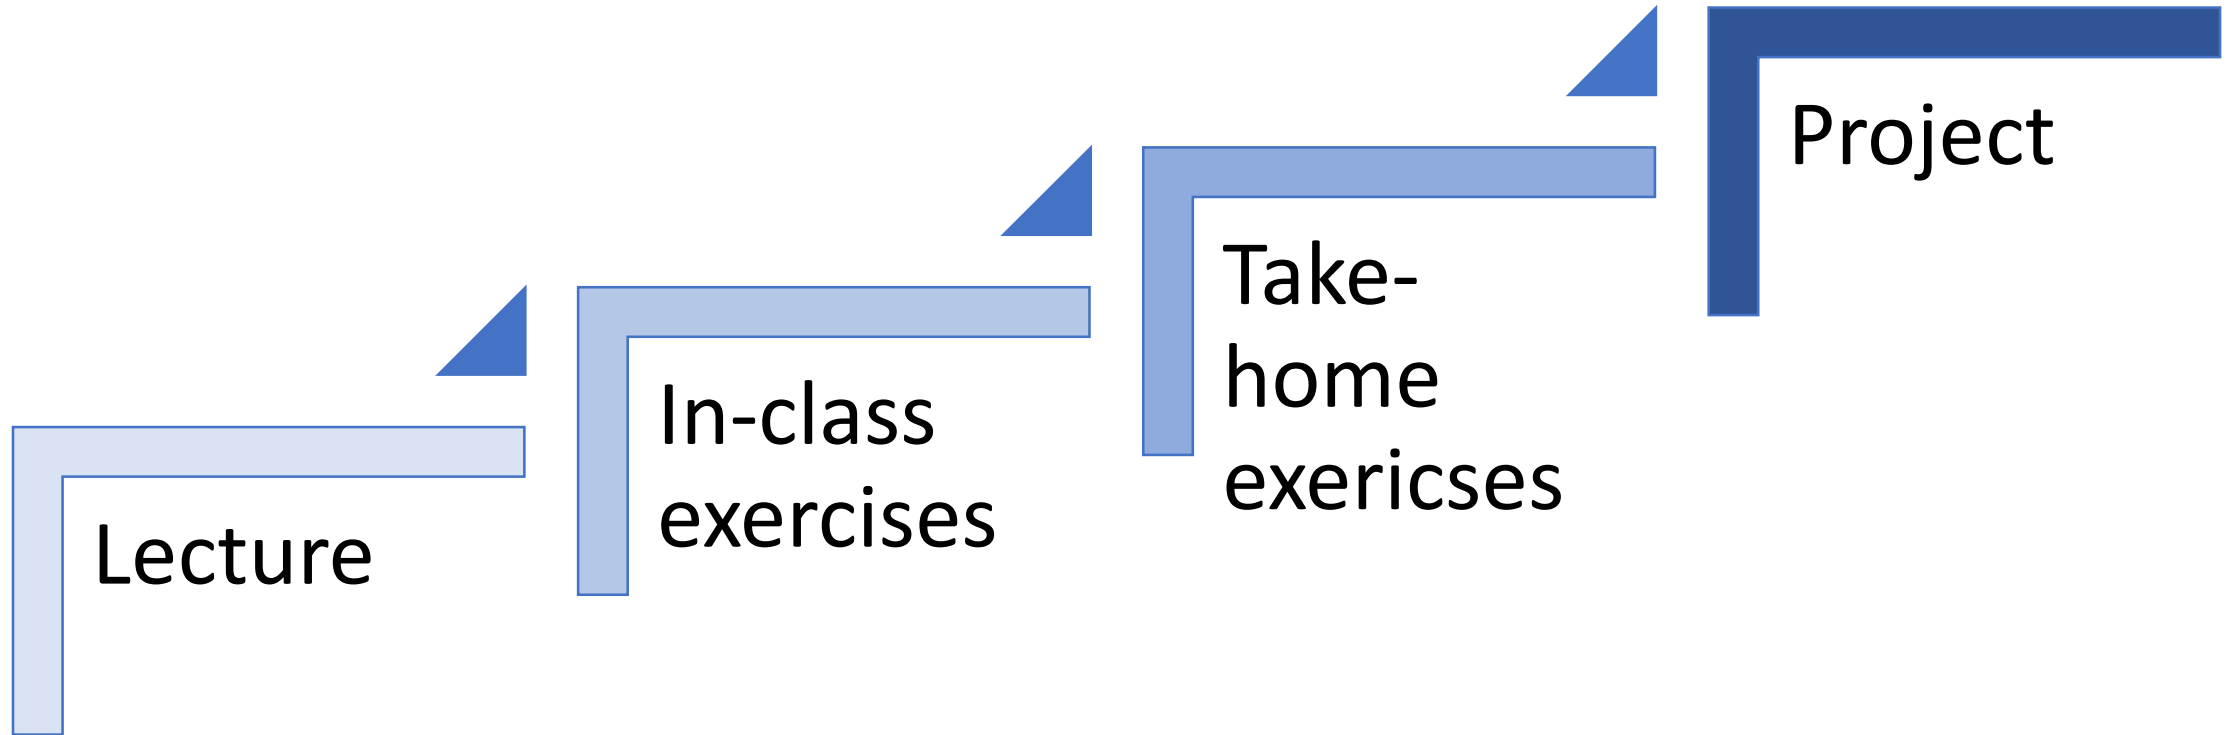 Lecture
In-class
exercises
Take-
home
exericses
Project